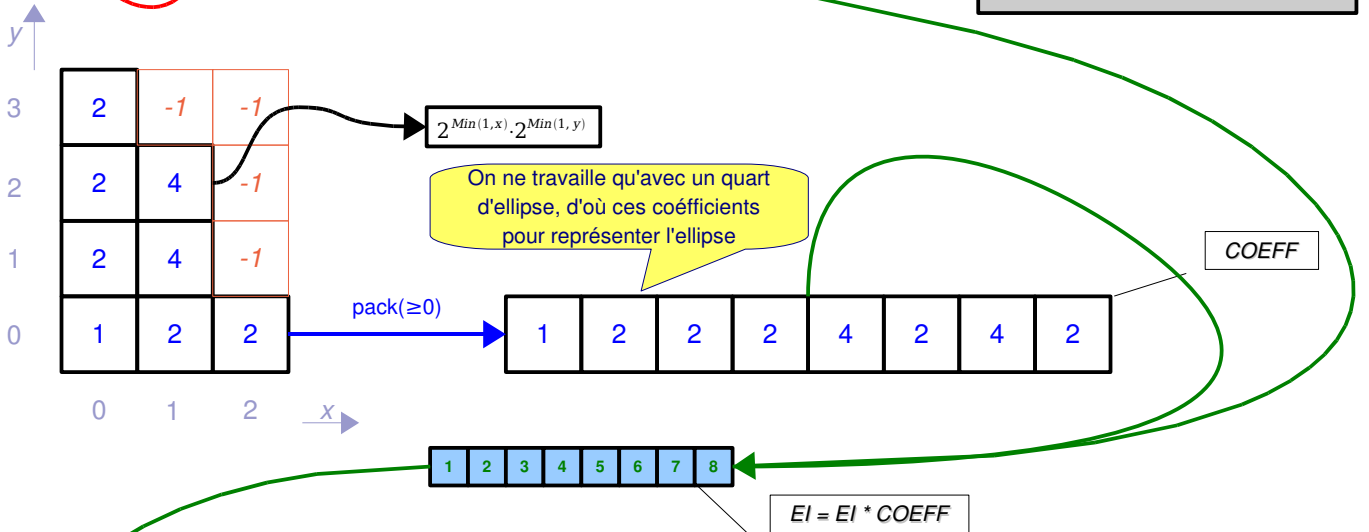 y
3 2 -1 -1
2^{Min(1,x)}·2^{Min(1,y)}
2 2 4 -1
On ne travaille qu'avec un quart
d'ellipse, d'où ces coéfficients
pour représenter l'ellipse
1 2 4 -1
COEFF
pack(≥0)
0 1 2 2
1 2 2 2 4 2 4 2
0 1 2 x
1 2 3 4 5 6 7 8
EI = EI * COEFF